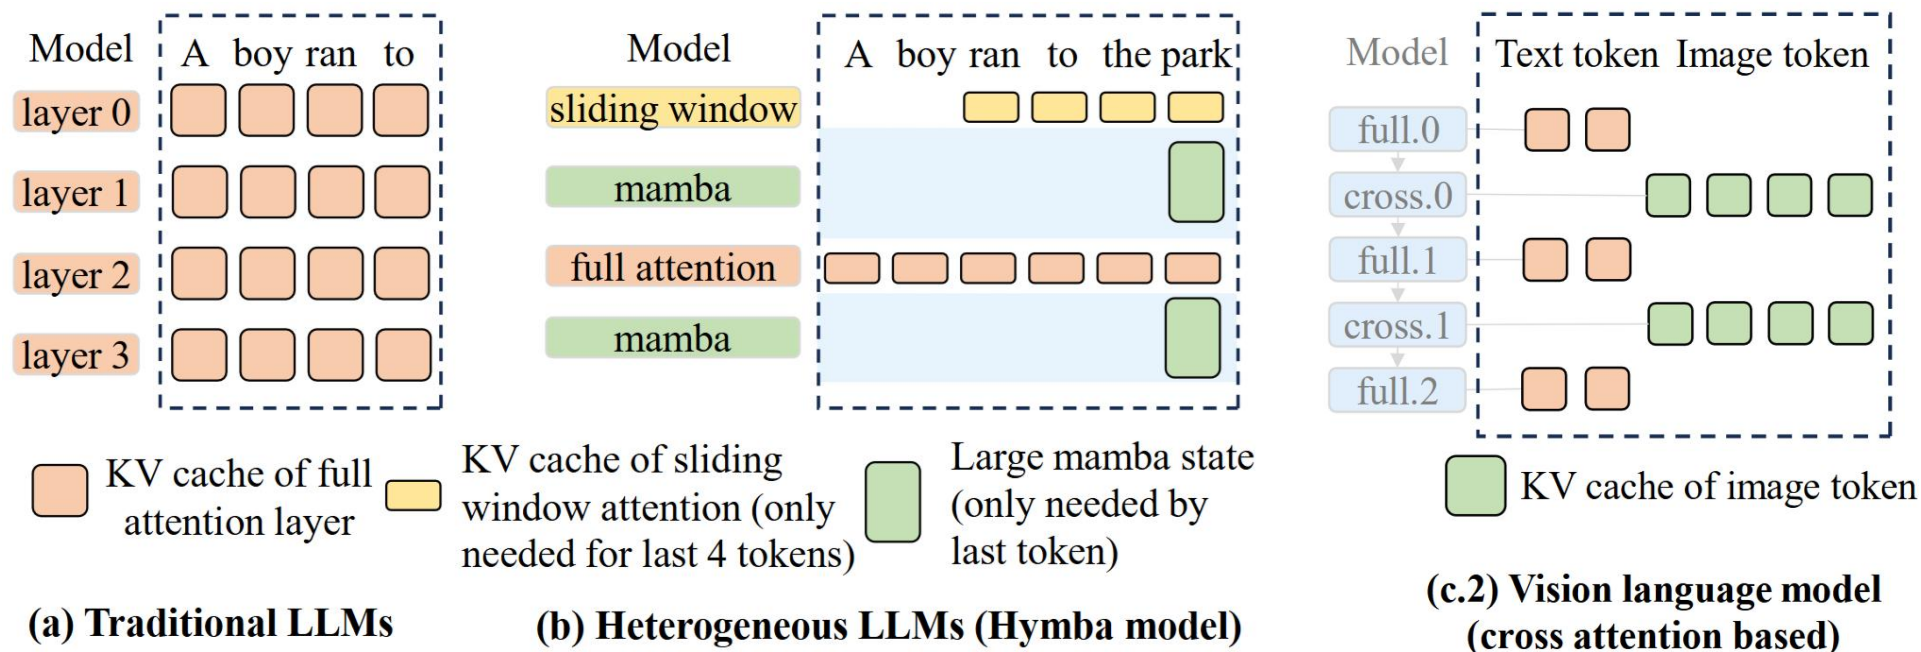 Model
A boy ran to
layer 0
layer 1
layer 2
layer 3
KV cache of full
attention layer
(a) Traditional LLMs
Model
A boy ran to the park
sliding window
mamba
full attention
mamba
KV cache of sliding
window attention (only
needed for last 4 tokens)
Large mamba state
(only needed by
last token)
(b) Heterogeneous LLMs (Hymba model)
Model
Text token Image token
full.0
cross.0
full.1
cross.1
full.2
KV cache of image token
(c.2) Vision language model
(cross attention based)